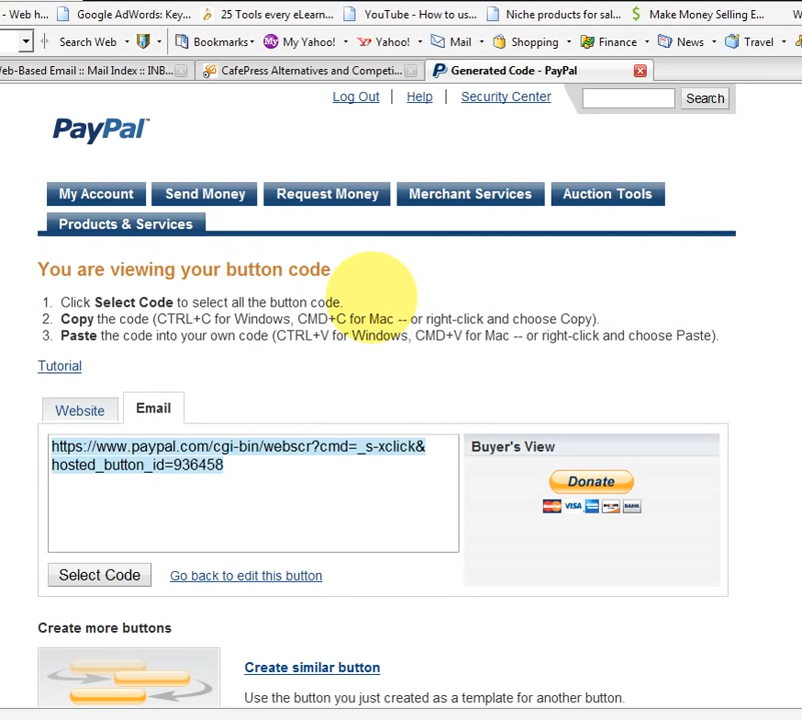 - Web h... Google AdWords: Key... 25 Tools every eLearn... YouTube - How to us... Niche products for sal... Make Money Selling E...
Search Web Bookmarks My Yahoo! Yahoo! Mail Shopping Finance News Travel
eb-Based Email :: Mail Index :: INB... CafePress Alternatives and Competi... Generated Code - PayPal
Log Out | Help | Security Center Search
PayPal
My Account Send Money Request Money Merchant Services Auction Tools
Products & Services
You are viewing your button code
1. Click Select Code to select all the button code.
2. Copy the code (CTRL+C for Windows, CMD+C for Mac -- or right-click and choose Copy).
3. Paste the code into your own code (CTRL+V for Windows, CMD+V for Mac -- or right-click and choose Paste).
Tutorial
Website Email
https://www.paypal.com/cgi-bin/webscr?cmd=_s-xclick&
hosted_button_id=936458
Buyer's View
Donate
VISA BANK
Select Code Go back to edit this button
Create more buttons
Create similar button
Use the button you just created as a template for another button.